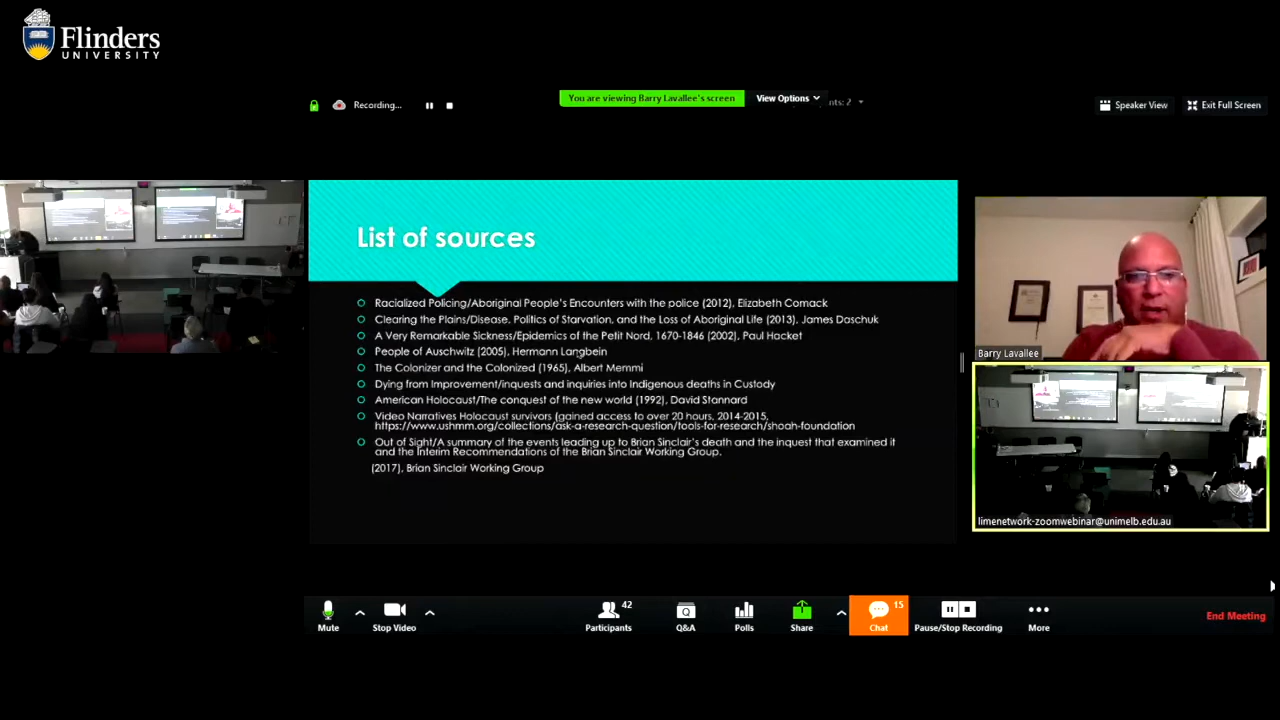 Flinders
UNIVERSITY
Recording...
You are viewing Barry Lavallee's screen
View Options
nts: 2
Speaker View
Exit Full Screen
List of sources
Racialized Policing/Aboriginal People's Encounters with the police (2012), Elizabeth Comack
Clearing the Plains/Disease, Politics of Starvation, and the Loss of Aboriginal Life (2013), James Daschuk
A Very Remarkable Sickness/Epidemics of the Petit Nord, 1670-1846 (2002), Paul Hacket
People of Auschwitz (2005), Hermann Langbein
The Colonizer and the Colonized (1965), Albert Memmi
Dying from Improvement/inquests and inquiries into Indigenous deaths in Custody
American Holocaust/The conquest of the new world (1992), David Stannard
Video Narratives Holocaust survivors (gained access to over 20 hours, 2014-2015,
https://www.ushmm.org/collections/ask-a-research-question/tools-for-research/shoah-foundation
Out of Sight/A summary of the events leading up to Brian Sinclair's death and the inquest that examined it
and the Interim Recommendations of the Brian Sinclair Working Group.
(2017), Brian Sinclair Working Group
Barry Lavallee
limenetwork-zoomwebinar@unimelb.edu.au
Mute
Stop Video
42
Participants
Q&A
Polls
Share
15
Chat
Pause/Stop Recording
More
End Meeting